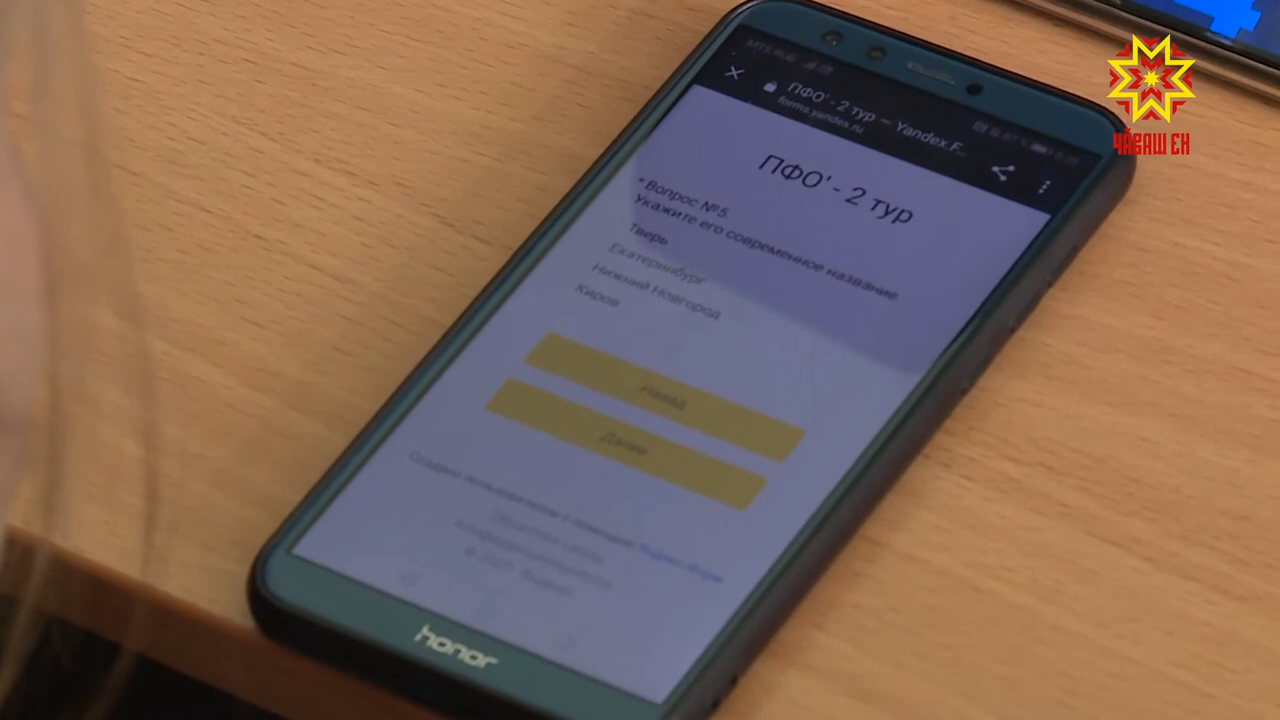 ЧӐВАШ ЕН
ПФО' - 2 тур — Yandex.F...
forms.yandex.ru
ПФО' - 2 тур
* Вопрос №5
Укажите его современное название
Тверь
Екатеринбург
Нижний Новгород
Киров
Назад
Далее
honor